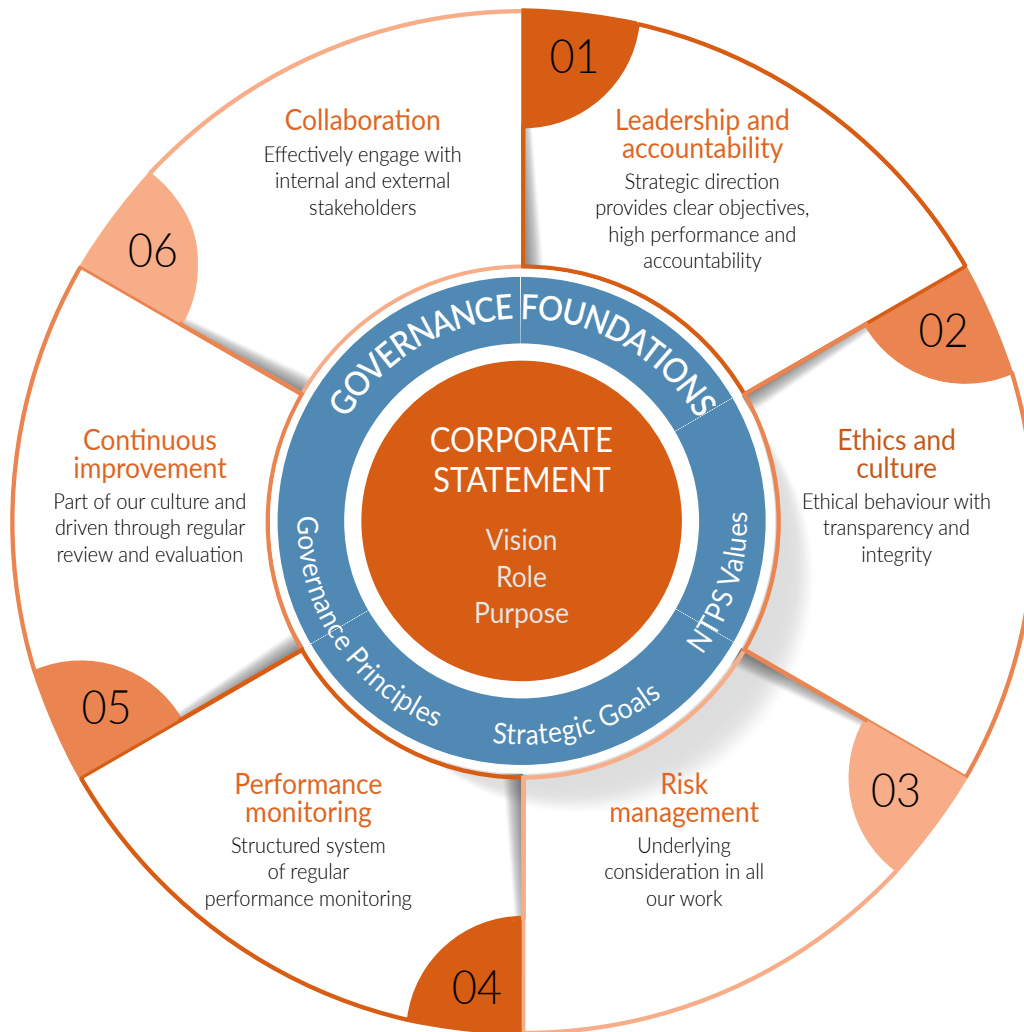 01
Leadership and
accountability
Strategic direction
provides clear objectives,
high performance and
accountability
02
Ethics and
culture
Ethical behaviour with
transparency and
integrity
03
Risk
management
Underlying
consideration in all
our work
04
Performance
monitoring
Structured system
of regular
performance monitoring
05
Continuous
improvement
Part of our culture and
driven through regular
review and evaluation
06
Collaboration
Effectively engage with
internal and external
stakeholders
GOVERNANCE FOUNDATIONS
Governance Principles
Strategic Goals
NTPS Values
CORPORATE
STATEMENT
Vision
Role
Purpose